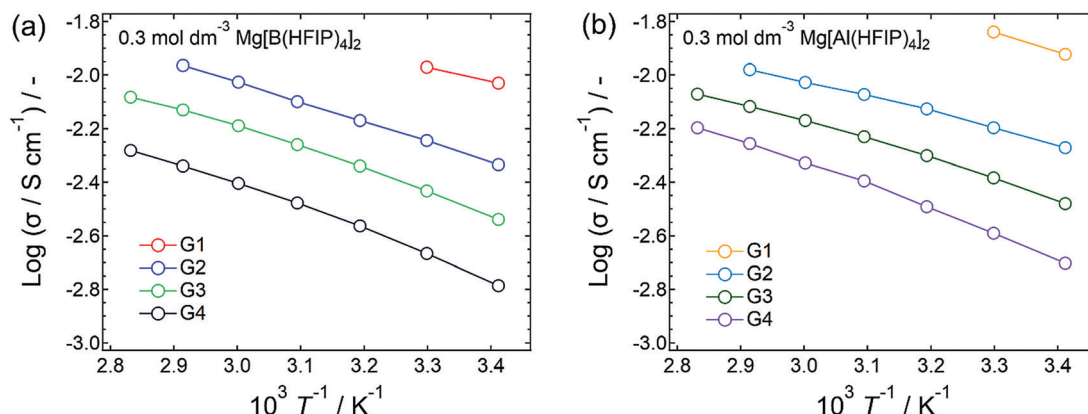 (a)
0.3 mol dm⁻³ Mg[B(HFIP)₄]₂
Log (σ / S cm⁻¹) / -
-1.8
-2.0
-2.2
-2.4
-2.6
-2.8
-3.0
G1
G2
G3
G4
2.8 2.9 3.0 3.1 3.2 3.3 3.4
10³ T⁻¹ / K⁻¹
(b)
0.3 mol dm⁻³ Mg[Al(HFIP)₄]₂
Log (σ / S cm⁻¹) / -
-1.8
-2.0
-2.2
-2.4
-2.6
-2.8
-3.0
G1
G2
G3
G4
2.8 2.9 3.0 3.1 3.2 3.3 3.4
10³ T⁻¹ / K⁻¹